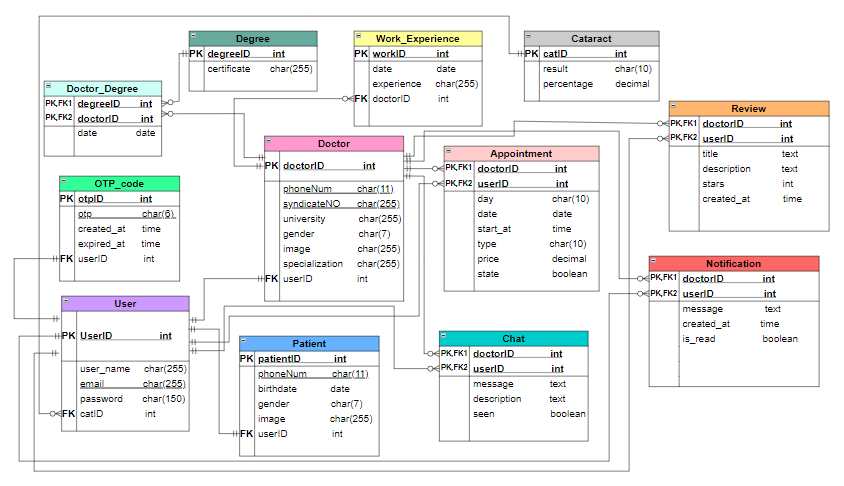 Degree
PK degreeID int
certificate char(255)
Work_Experience
PK workID int
date date
experience char(255)
FK doctorID int
Cataract
PK catID int
result char(10)
percentage decimal
Doctor_Degree
PK,FK1 degreeID int
PK,FK2 doctorID int
date date
Review
PK,FK1 doctorID int
PK,FK2 userID int
title text
description text
stars int
created_at time
Doctor
PK doctorID int
phoneNum char(11)
syndicateNO char(255)
university char(255)
gender char(7)
image char(255)
specialization char(255)
FK userID int
Appointment
PK,FK1 doctorID int
PK,FK2 userID int
day char(10)
date date
start_at time
type char(10)
price decimal
state boolean
OTP_code
PK otpID int
otp char(6)
created_at time
expired_at time
FK userID int
Notification
PK,FK1 doctorID int
PK,FK2 userID int
message text
created_at time
is_read boolean
User
PK UserID int
user_name char(255)
email char(255)
password char(150)
FK catID int
Patient
PK patientID int
phoneNum char(11)
birthdate date
gender char(7)
image char(255)
FK userID int
Chat
PK,FK1 doctorID int
PK,FK2 userID int
message text
description text
seen boolean